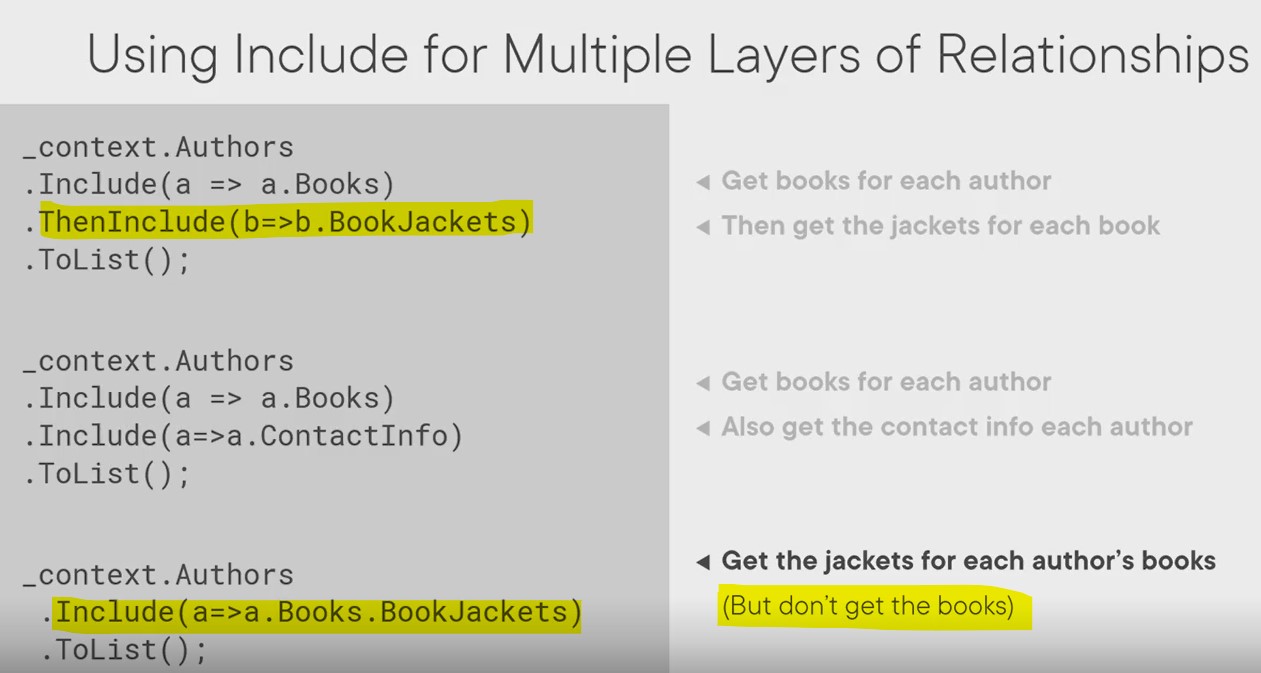 Using Include for Multiple Layers of Relationships
_context.Authors
.Include(a => a.Books)
.ThenInclude(b=>b.BookJackets)
.ToList();
◄ Get books for each author
◄ Then get the jackets for each book
_context.Authors
.Include(a => a.Books)
.Include(a=>a.ContactInfo)
.ToList();
◄ Get books for each author
◄ Also get the contact info each author
_context.Authors
.Include(a=>a.Books.BookJackets)
.ToList();
◄ Get the jackets for each author’s books
(But don’t get the books)